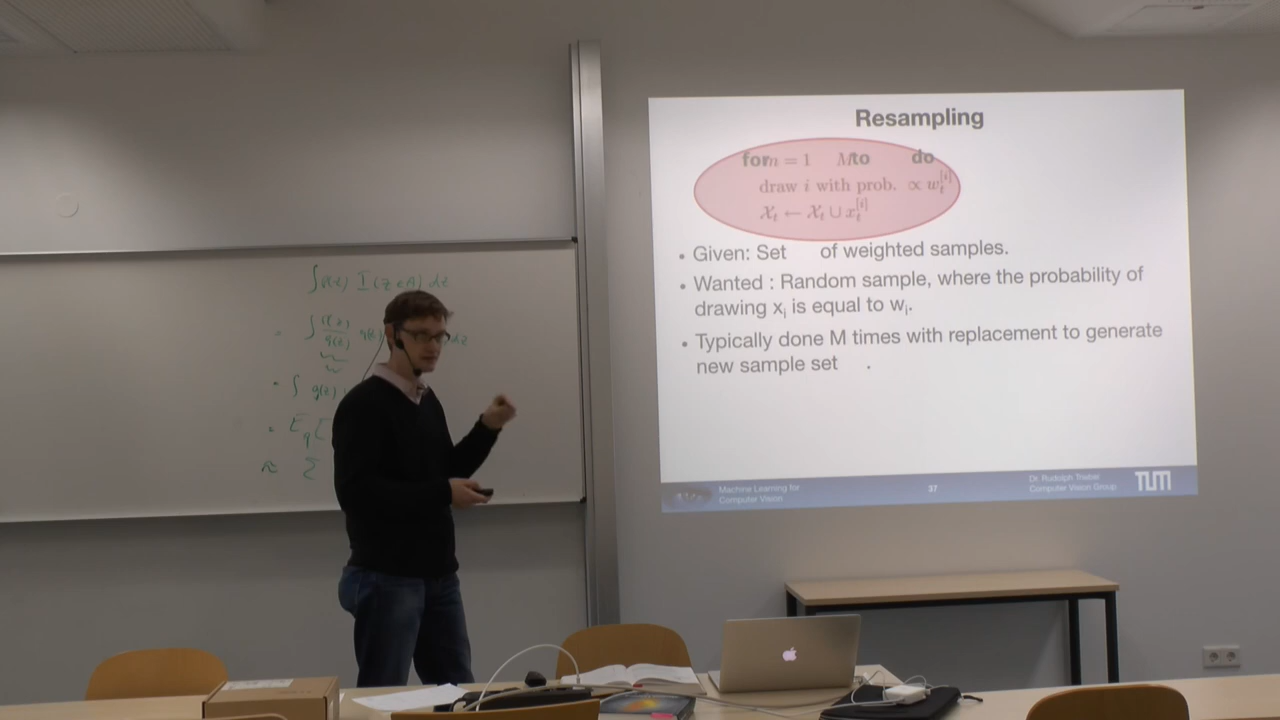 Resampling
for m = 1 M to do
draw i with prob. ∝ w_t^[i]
𝒳_t ← 𝒳_t ∪ x_t^[i]
• Given: Set of weighted samples.
• Wanted : Random sample, where the probability of
drawing x_i is equal to w_i.
• Typically done M times with replacement to generate
new sample set .
Machine Learning for
Computer Vision
37
Dr. Rudolph Triebel
Computer Vision Group
TUM